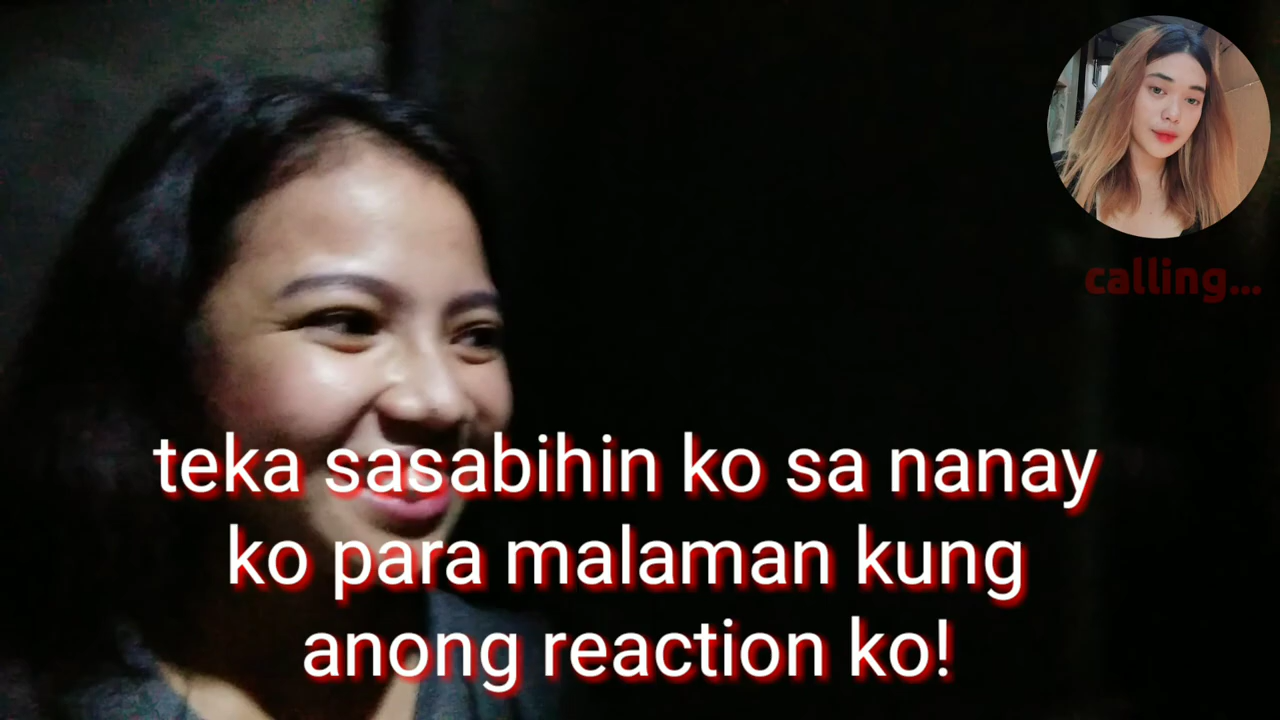 calling...
teka sasabihin ko sa nanay
ko para malaman kung
anong reaction ko!